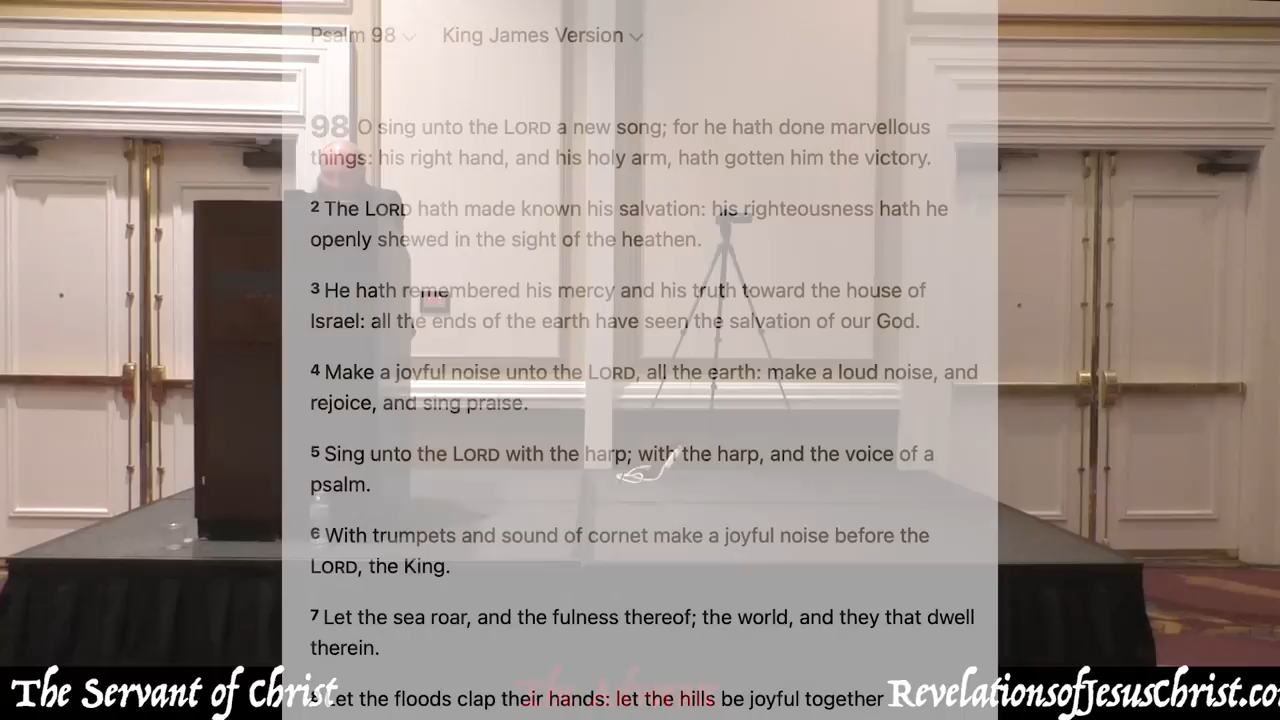 Psalm 98 King James Version
98 O sing unto the LORD a new song; for he hath done marvellous
things: his right hand, and his holy arm, hath gotten him the victory.
2 The LORD hath made known his salvation: his righteousness hath he
openly shewed in the sight of the heathen.
3 He hath remembered his mercy and his truth toward the house of
Israel: all the ends of the earth have seen the salvation of our God.
4 Make a joyful noise unto the LORD, all the earth: make a loud noise, and
rejoice, and sing praise.
5 Sing unto the LORD with the harp; with the harp, and the voice of a
psalm.
6 With trumpets and sound of cornet make a joyful noise before the
LORD, the King.
7 Let the sea roar, and the fulness thereof; the world, and they that dwell
therein.
Let the floods clap their hands: let the hills be joyful together
The Servant of Christ
RevelationsofJesusChrist.co